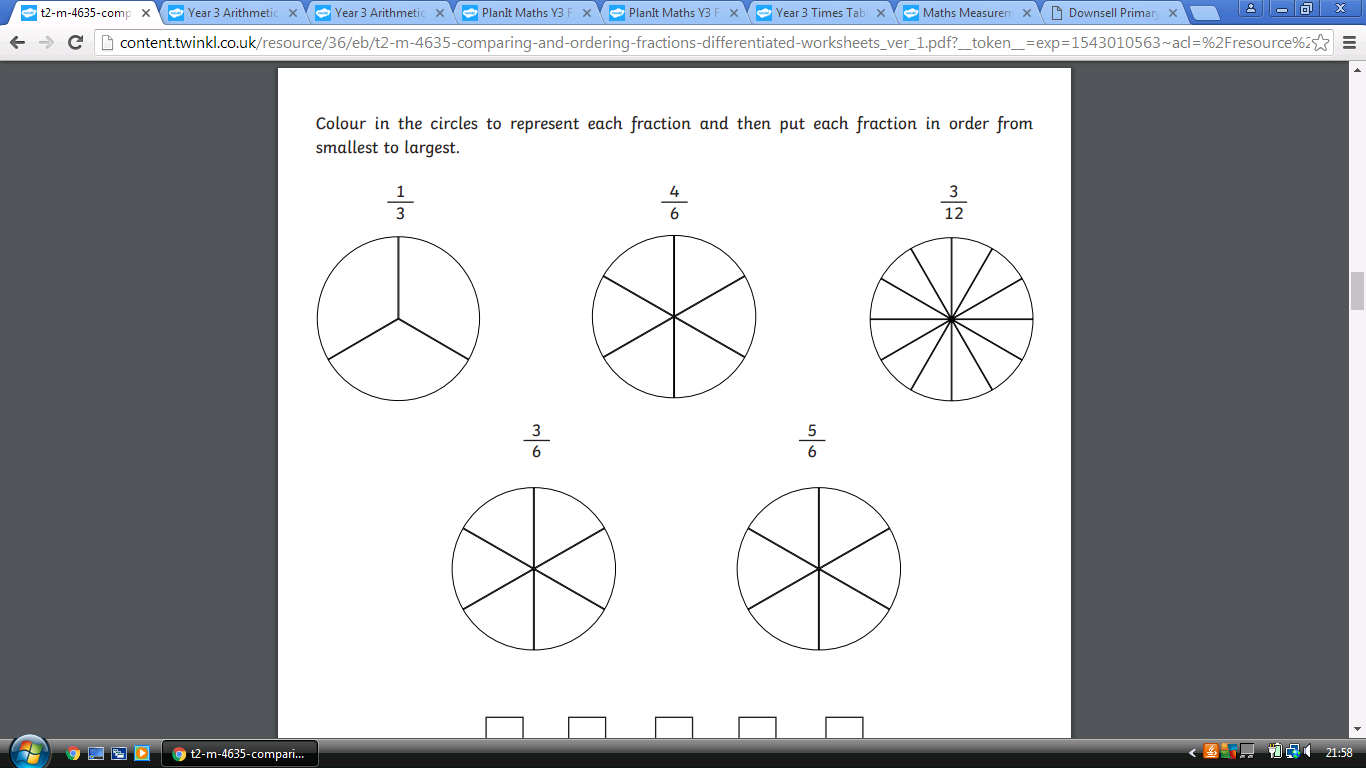 t2-m-4635-comp
Year 3 Arithmetic
Year 3 Arithmetic
PlanIt Maths Y3 F
PlanIt Maths Y3 F
Year 3 Times Tab
Maths Measurem
Downsell Primary
content.twinkl.co.uk/resource/36/eb/t2-m-4635-comparing-and-ordering-fractions-differentiated-worksheets_ver_1.pdf?__token__=exp=1543010563~acl=%2Fresource%2
Colour in the circles to represent each fraction and then put each fraction in order from
smallest to largest.
1 4 3
3 6 12
3 5
6 6
t2-m-4635-compari...
21:58